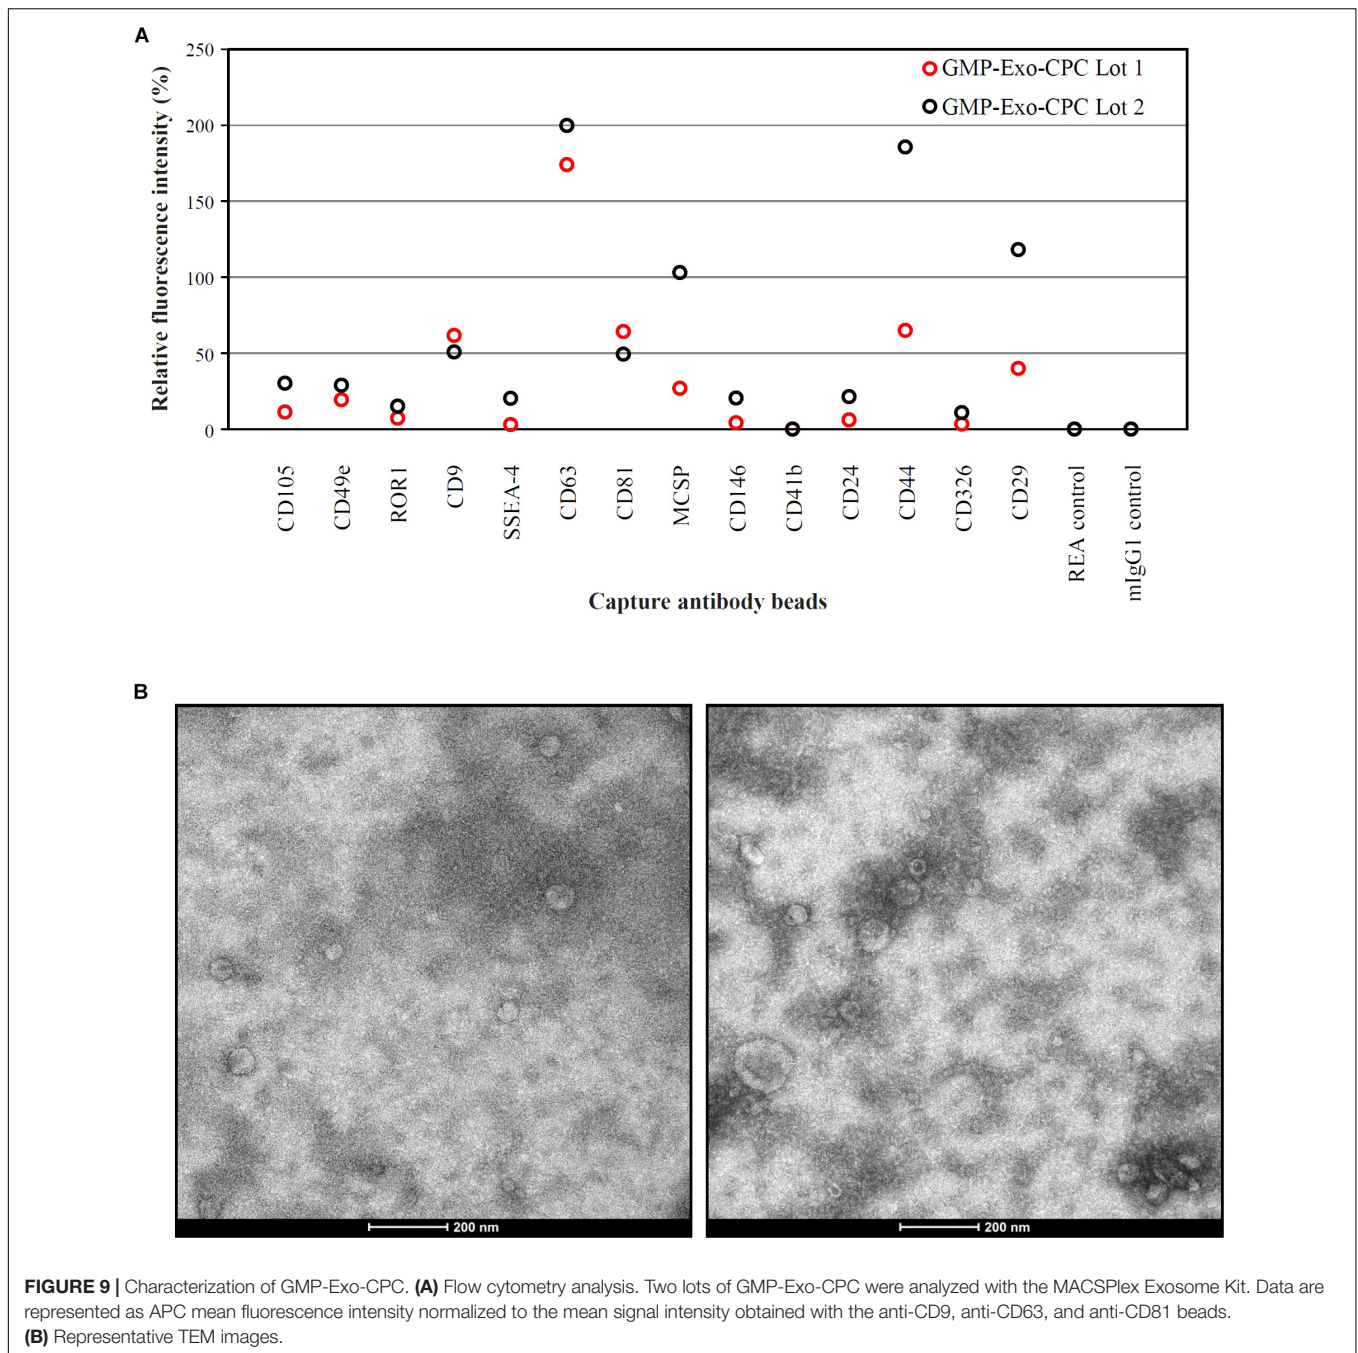 A
250
200
150
100
50
0
Relative fluorescence intensity (%)
GMP-Exo-CPC Lot 1
GMP-Exo-CPC Lot 2
CD105
CD49e
ROR1
CD9
SSEA-4
CD63
CD81
MCSP
CD146
CD41b
CD24
CD44
CD326
CD29
REA control
mIgG1 control
Capture antibody beads
B
200 nm
200 nm
FIGURE 9 | Characterization of GMP-Exo-CPC. (A) Flow cytometry analysis. Two lots of GMP-Exo-CPC were analyzed with the MACSPlex Exosome Kit. Data are
represented as APC mean fluorescence intensity normalized to the mean signal intensity obtained with the anti-CD9, anti-CD63, and anti-CD81 beads.
(B) Representative TEM images.